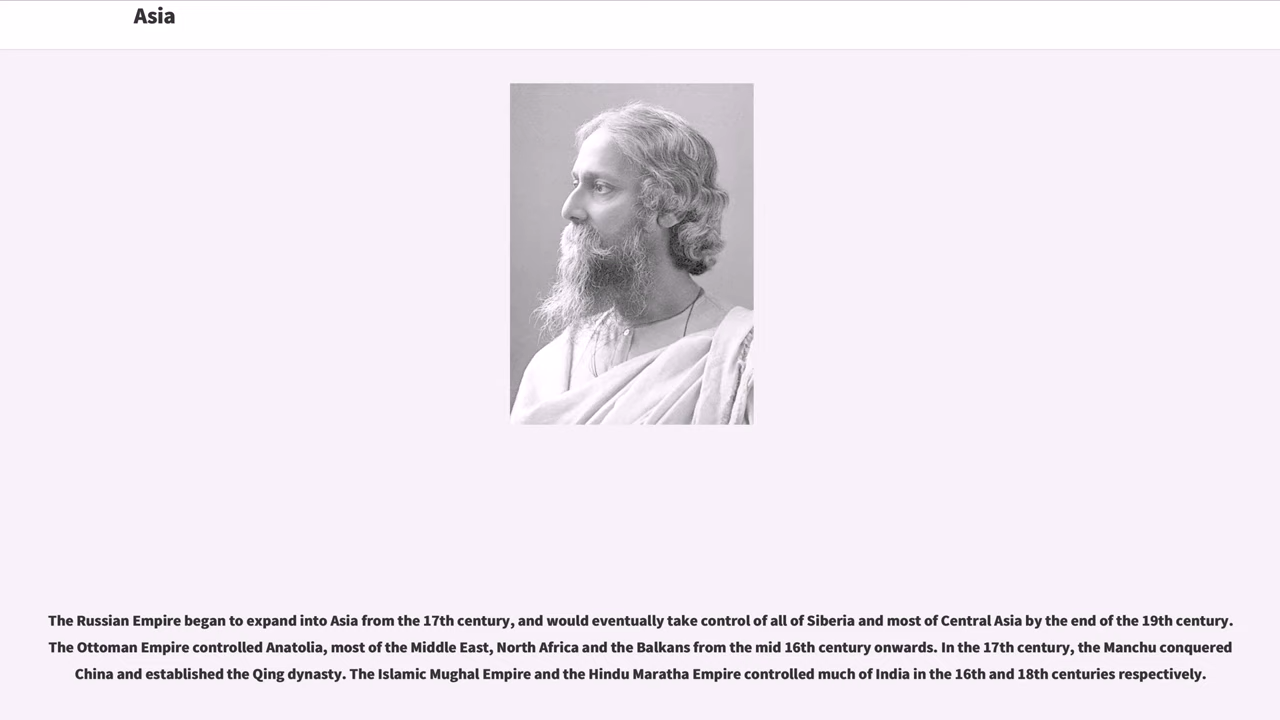 Asia
The Russian Empire began to expand into Asia from the 17th century, and would eventually take control of all of Siberia and most of Central Asia by the end of the 19th century.
The Ottoman Empire controlled Anatolia, most of the Middle East, North Africa and the Balkans from the mid 16th century onwards. In the 17th century, the Manchu conquered
China and established the Qing dynasty. The Islamic Mughal Empire and the Hindu Maratha Empire controlled much of India in the 16th and 18th centuries respectively.